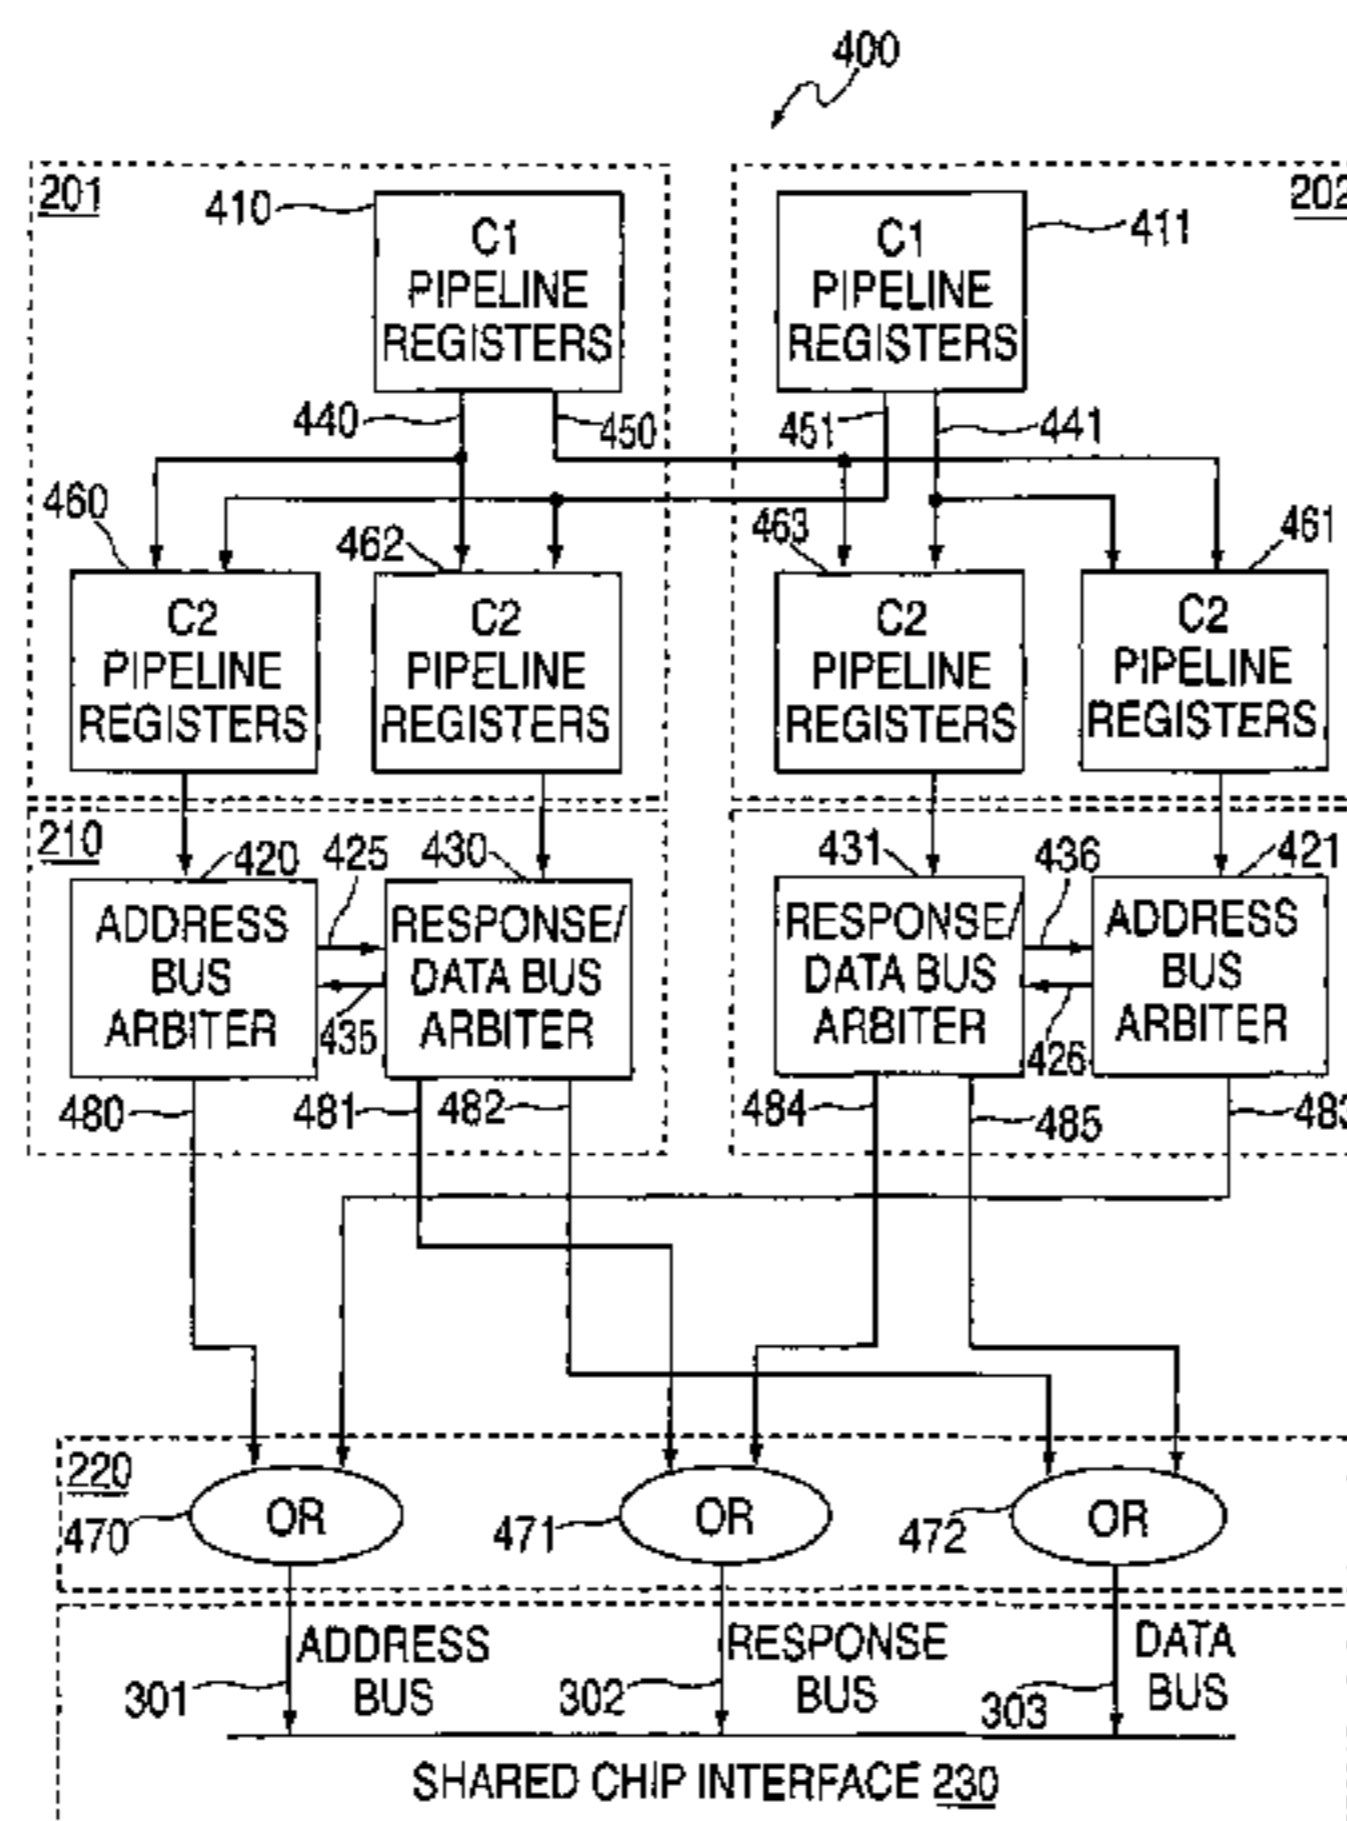 400
201
410
C1
PIPELINE
REGISTERS
C1
PIPELINE
REGISTERS
411
202
440
450
451
441
460
462
463
461
C2
PIPELINE
REGISTERS
C2
PIPELINE
REGISTERS
C2
PIPELINE
REGISTERS
C2
PIPELINE
REGISTERS
210
420
425
430
431
436
421
ADDRESS
BUS
ARBITER
435
RESPONSE/
DATA BUS
ARBITER
RESPONSE/
DATA BUS
ARBITER
426
ADDRESS
BUS
ARBITER
480
481
482
484
485
483
220
470
OR
471
OR
472
OR
301
ADDRESS
BUS
302
RESPONSE
BUS
303
DATA
BUS
SHARED CHIP INTERFACE 230